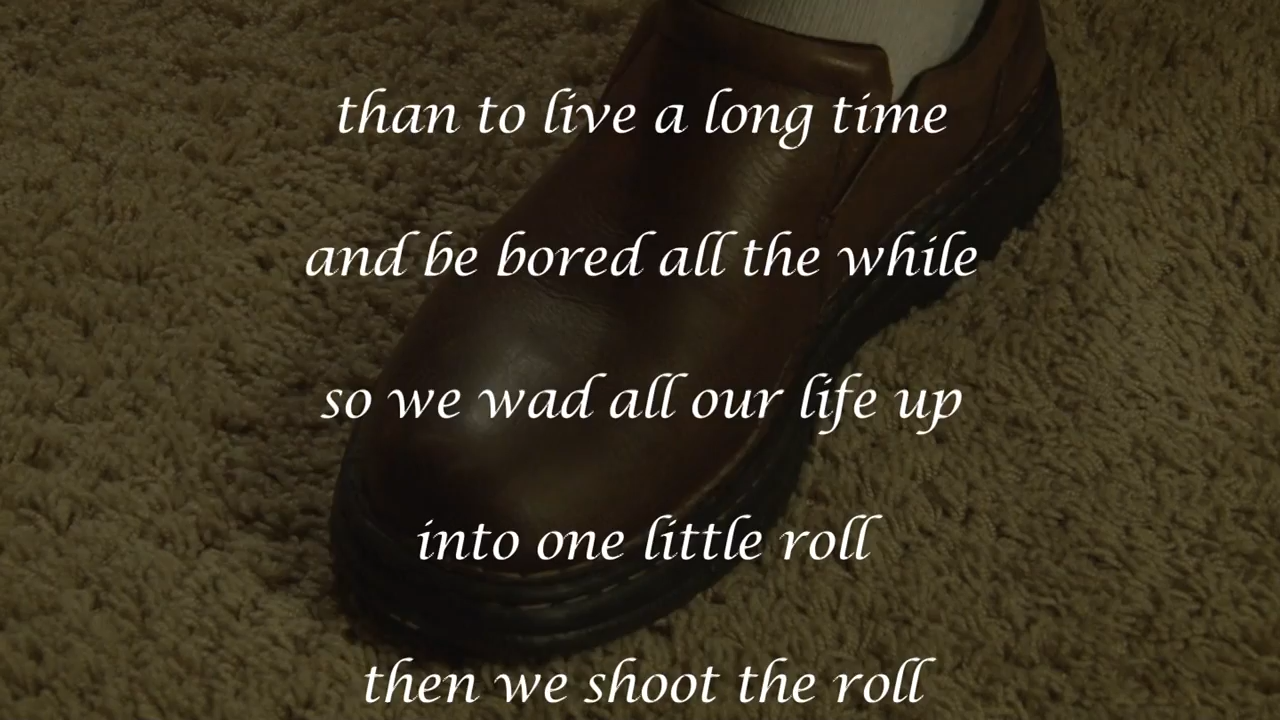 than to live a long time
and be bored all the while
so we wad all our life up
into one little roll
then we shoot the roll